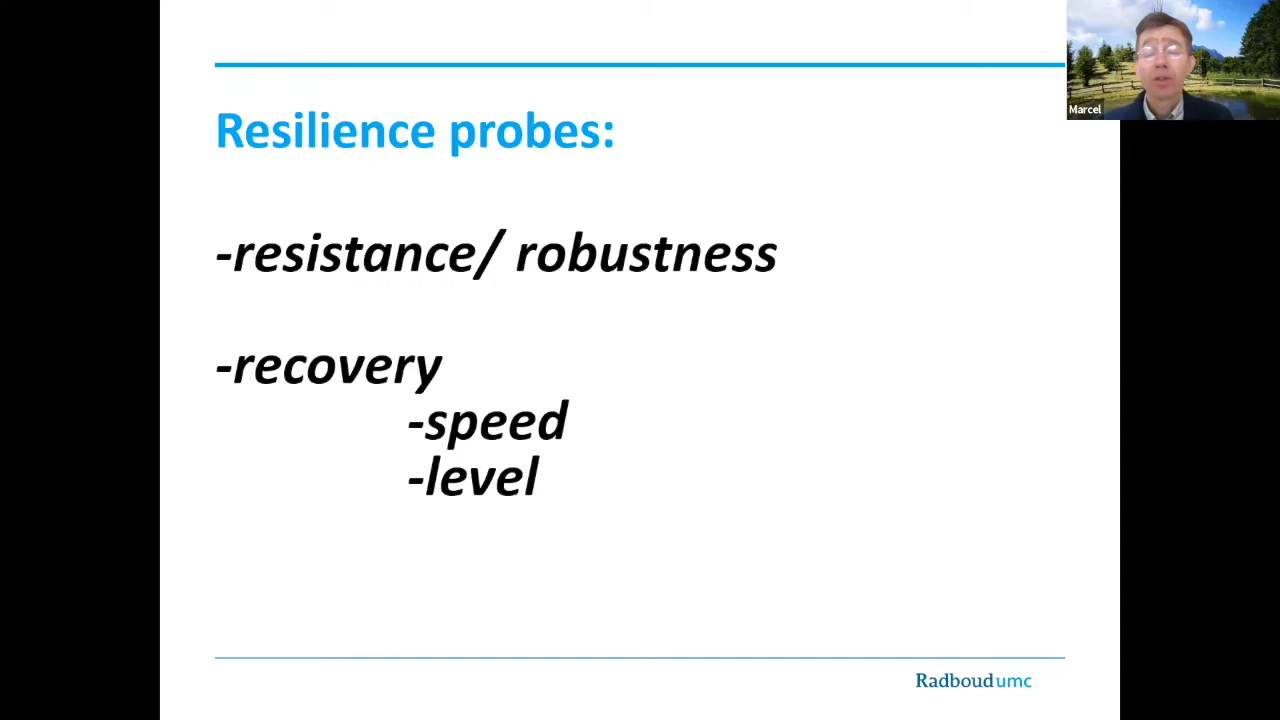 Marcel
Resilience probes:
-resistance/ robustness
-recovery
-speed
-level
Radboudumc